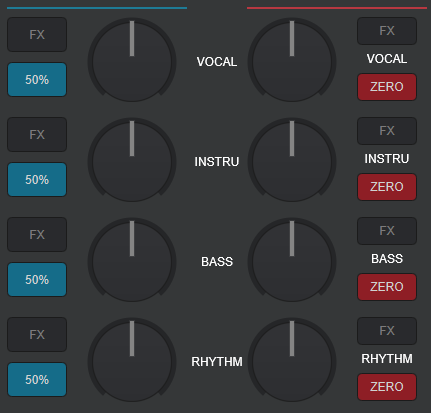 FX
50%
VOCAL
FX
VOCAL
ZERO
FX
50%
INSTRU
FX
INSTRU
ZERO
FX
50%
BASS
FX
BASS
ZERO
FX
50%
RHYTHM
FX
RHYTHM
ZERO